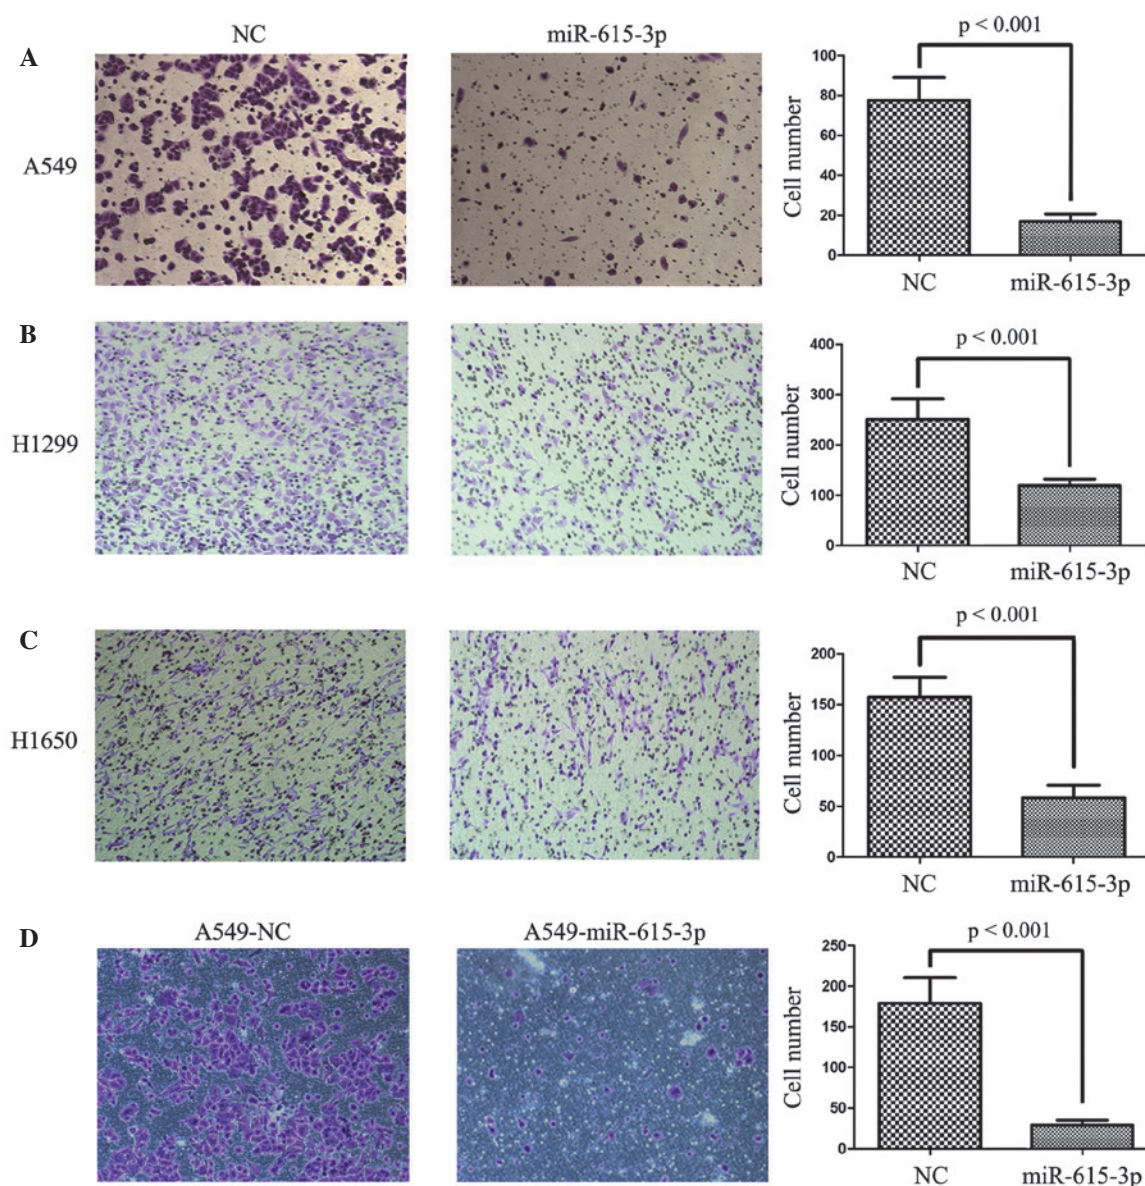 NC
miR-615-3p
A
A549
p < 0.001
100
80
60
40
20
0
Cell number
NC
miR-615-3p
B
H1299
p < 0.001
400
300
200
100
0
Cell number
NC
miR-615-3p
C
H1650
p < 0.001
200
150
100
50
0
Cell number
NC
miR-615-3p
D
A549-NC
A549-miR-615-3p
p < 0.001
250
200
150
100
50
0
Cell number
NC
miR-615-3p